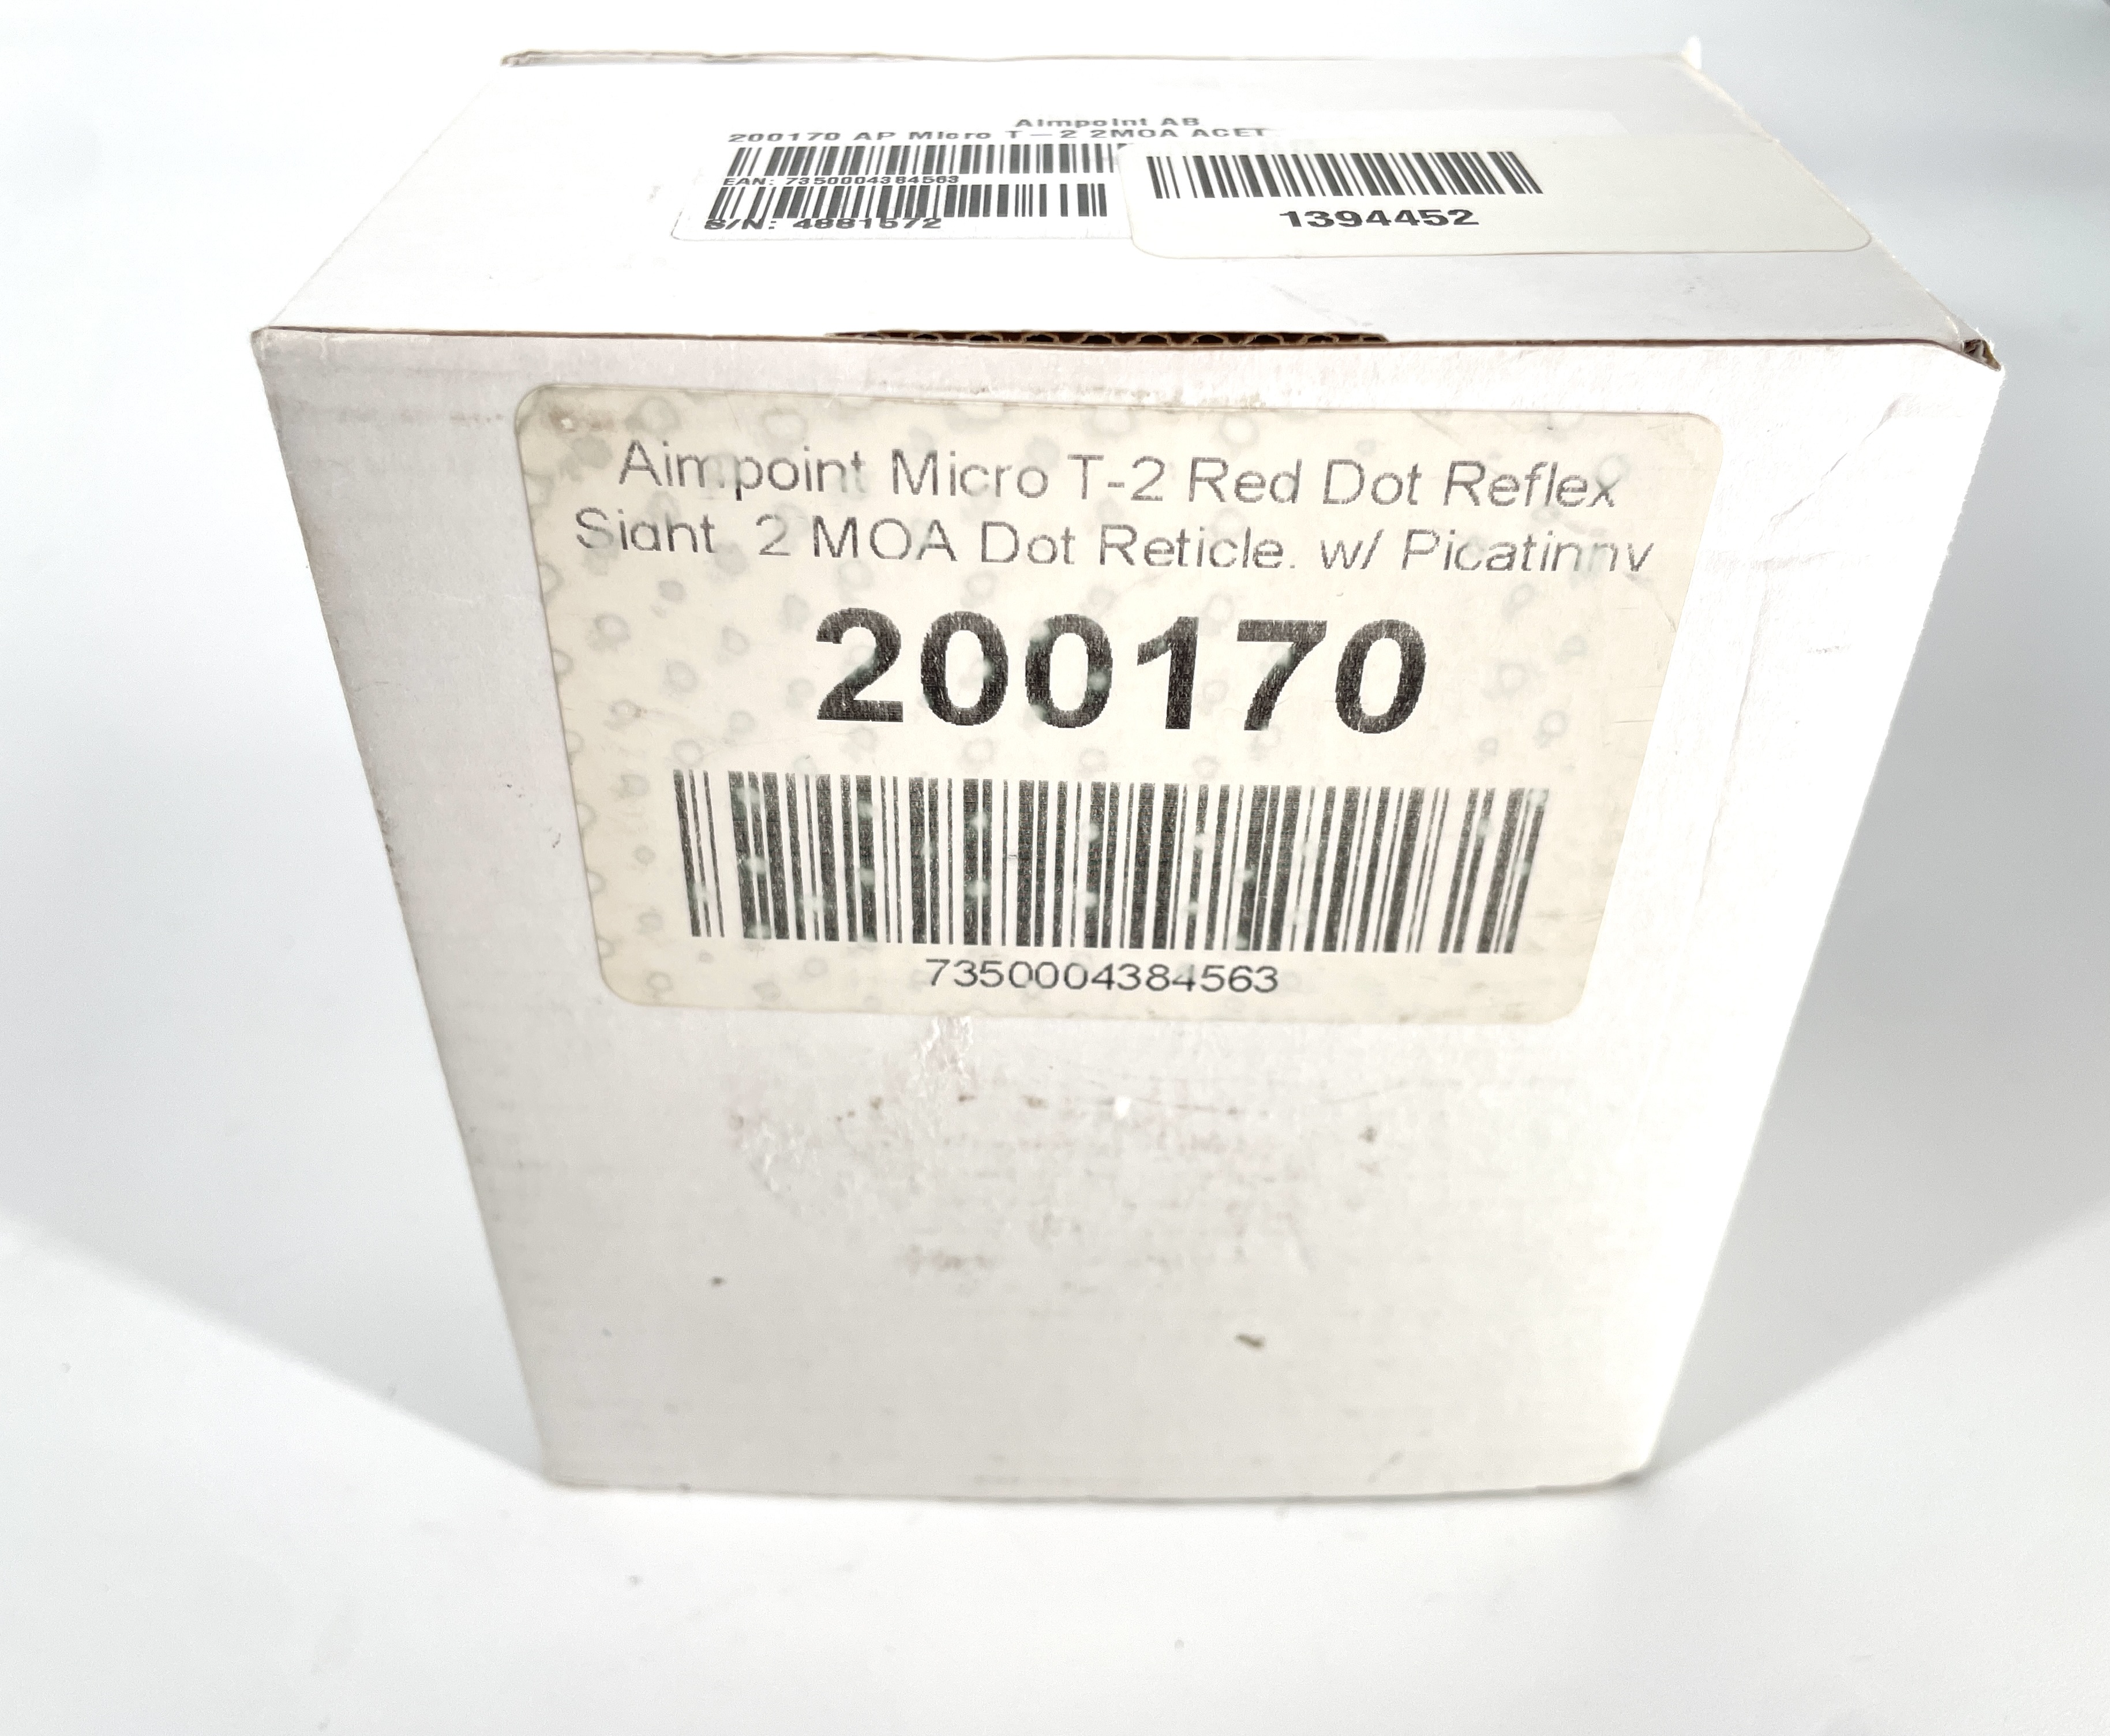 Aimpoint AB
200170 AP Micro T-2 2MOA ACET
EAN: 7350004384563
S/N: 4881572
1394452
Aimpoint Micro T-2 Red Dot Reflex
Sight, 2 MOA Dot Reticle, w/ Picatinny
200170
7350004384563